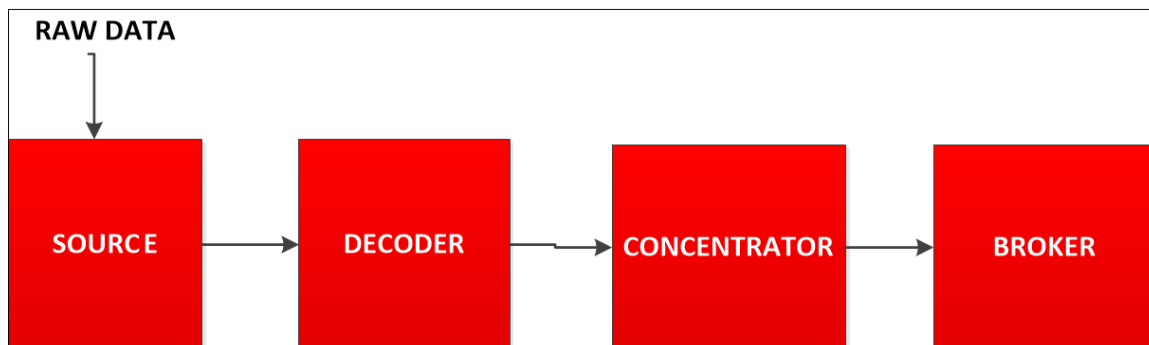 RAW DATA
SOURCE
DECODER
CONCENTRATOR
BROKER